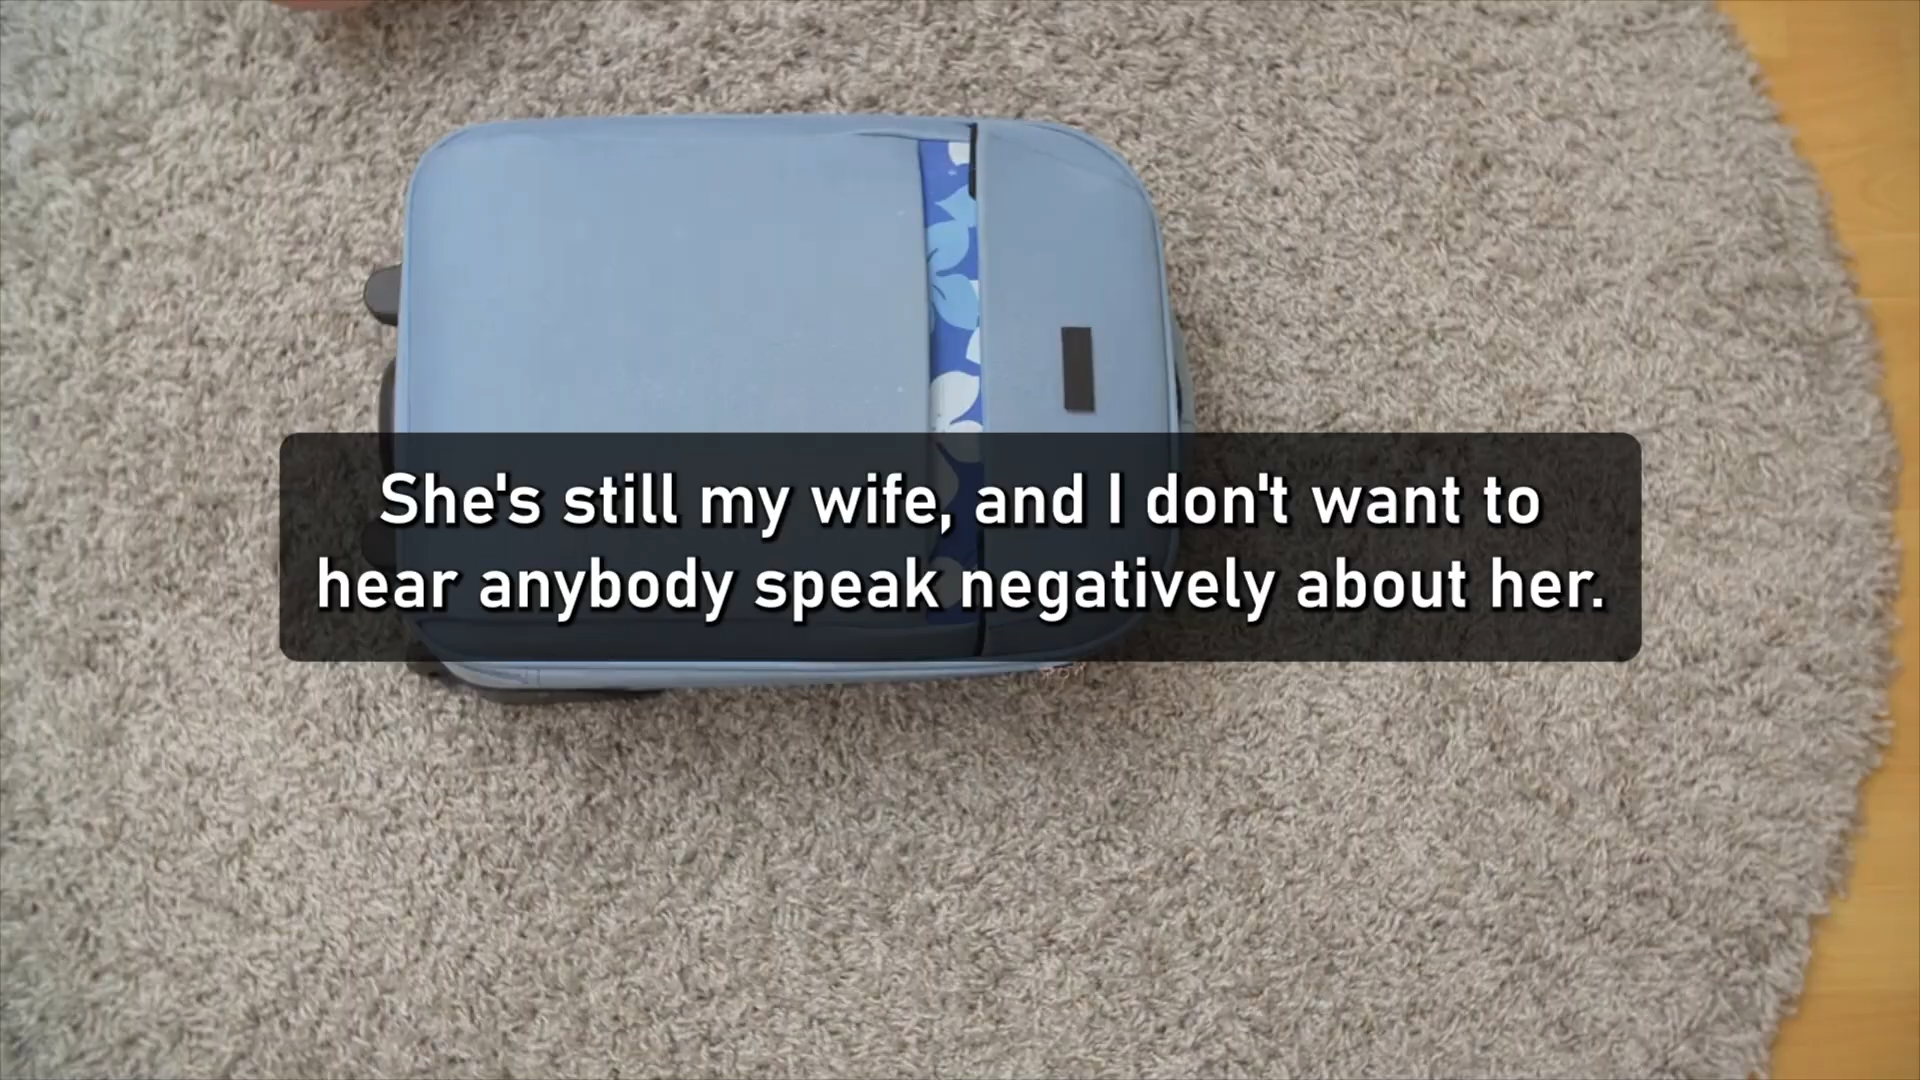 She's still my wife, and I don't want to
hear anybody speak negatively about her.